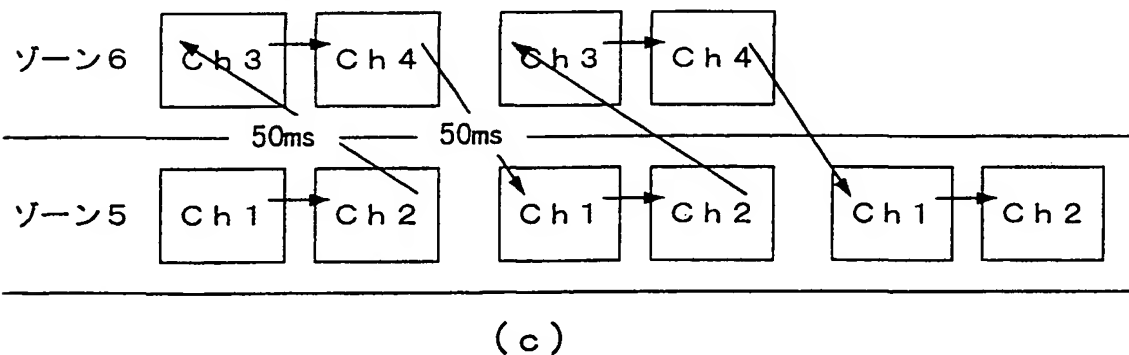 ゾーン6 Ch3 Ch4 Ch3 Ch4
50ms 50ms
ゾーン5 Ch1 Ch2 Ch1 Ch2 Ch1 Ch2
(c)